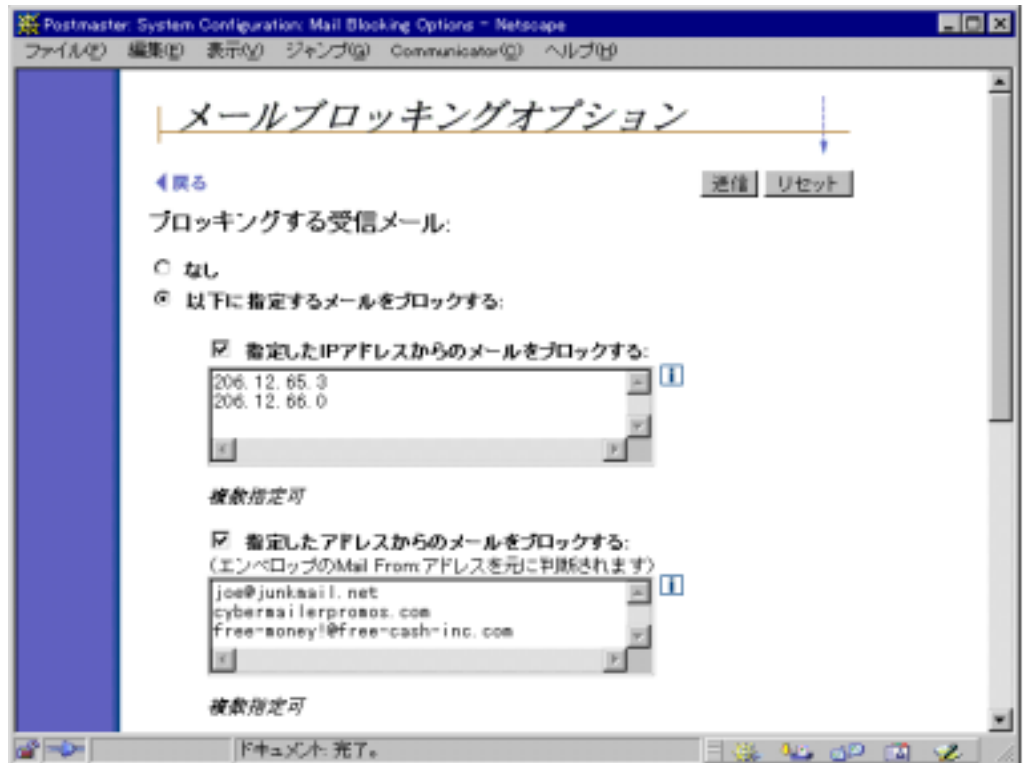 Postmaster: System Configuration: Mail Blocking Options - Netscape
ファイル(F) 編集(E) 表示(V) ジャンプ(G) Communicator(C) ヘルプ(H)
メールブロッキングオプション
戻る 送信 リセット
ブロッキングする受信メール:
なし
以下に指定するメールをブロックする:
指定したIPアドレスからのメールをブロックする:
206.12.65.3
206.12.66.0
複数指定可
指定したアドレスからのメールをブロックする:
(エンベロップのMail From:アドレスを元に判断されます)
joe@junkmail.net
cybermailerpromos.com
free-money!@free-cash-inc.com
複数指定可
ドキュメント: 完了。